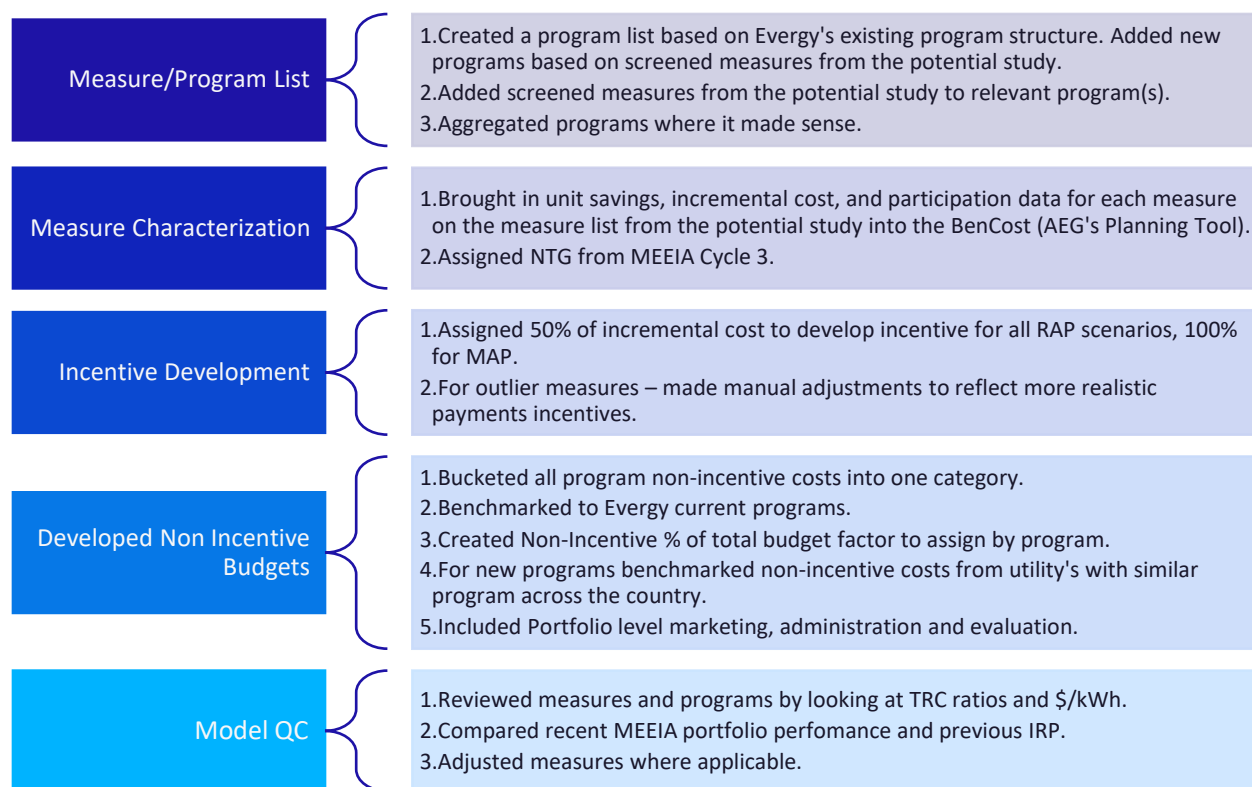 Measure/Program List
1.Created a program list based on Evergy's existing program structure. Added new
programs based on screened measures from the potential study.
2.Added screened measures from the potential study to relevant program(s).
3.Aggregated programs where it made sense.
Measure Characterization
1.Brought in unit savings, incremental cost, and participation data for each measure
on the measure list from the potential study into the BenCost (AEG's Planning Tool).
2.Assigned NTG from MEEIA Cycle 3.
Incentive Development
1.Assigned 50% of incremental cost to develop incentive for all RAP scenarios, 100%
for MAP.
2.For outlier measures – made manual adjustments to reflect more realistic
payments incentives.
Developed Non Incentive
Budgets
1.Bucketed all program non-incentive costs into one category.
2.Benchmarked to Evergy current programs.
3.Created Non-Incentive % of total budget factor to assign by program.
4.For new programs benchmarked non-incentive costs from utility's with similar
program across the country.
5.Included Portfolio level marketing, administration and evaluation.
Model QC
1.Reviewed measures and programs by looking at TRC ratios and $/kWh.
2.Compared recent MEEIA portfolio perfomance and previous IRP.
3.Adjusted measures where applicable.